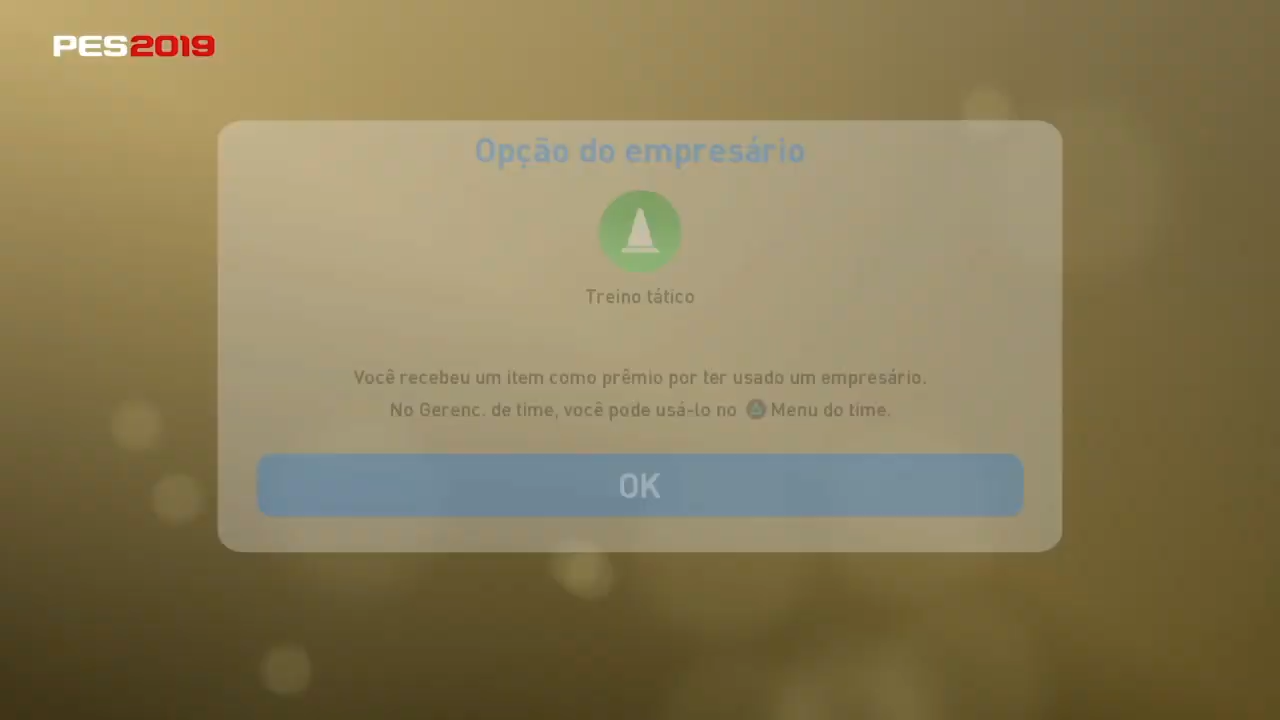 PES2019
Opção do empresário
Treino tático
Você recebeu um item como prêmio por ter usado um empresário.
No Gerenc. de time, você pode usá-lo no Menu do time.
OK